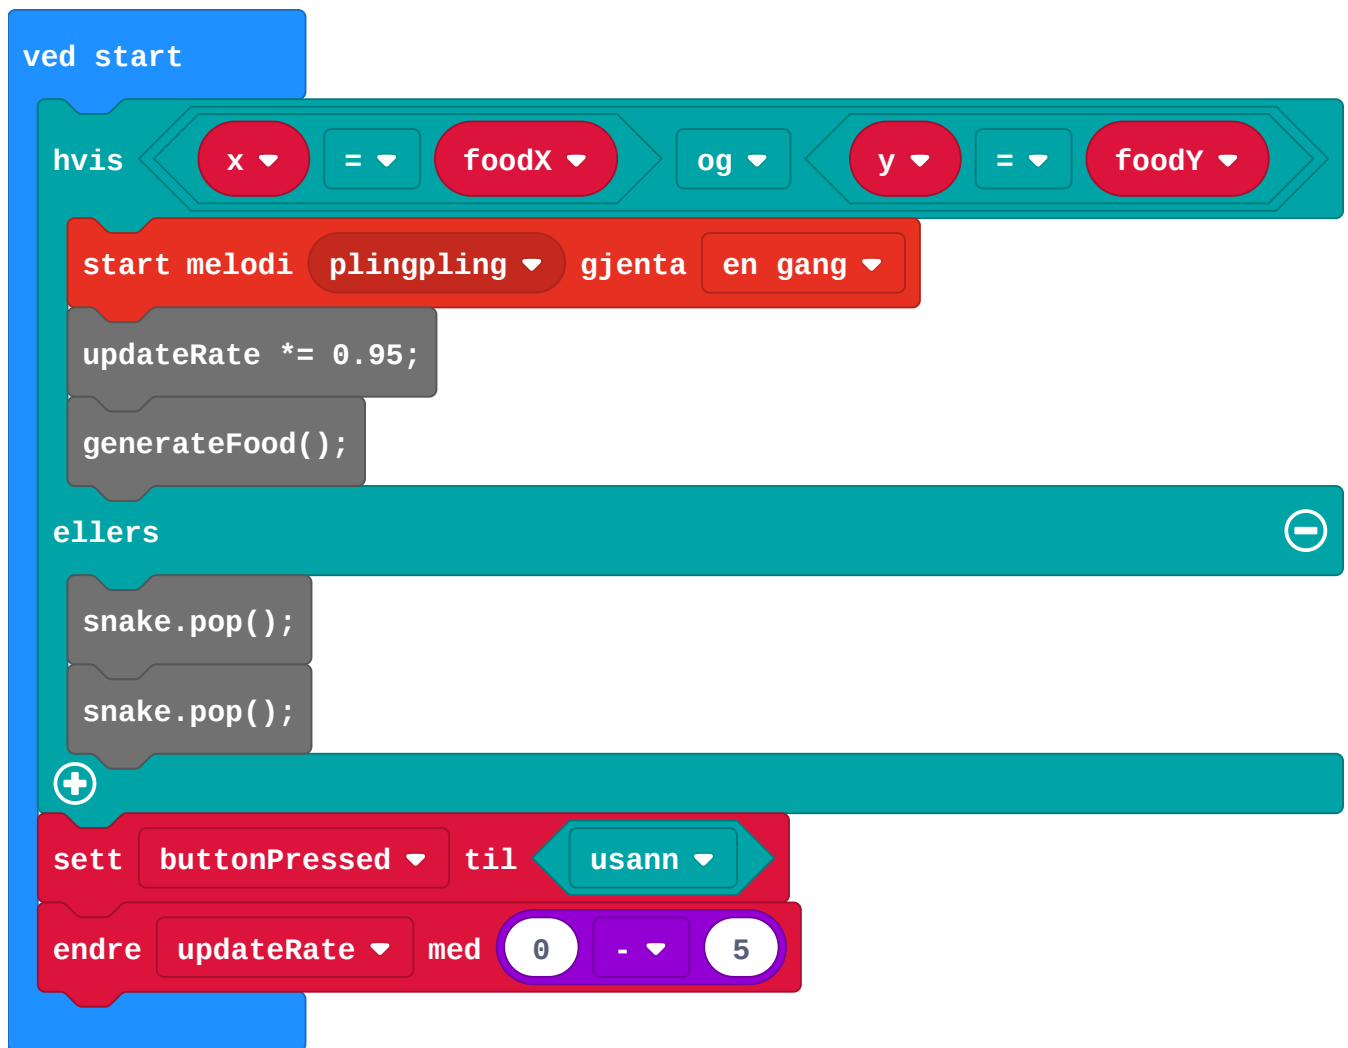 ved start
hvis x = foodX og y = foodY
start melodi plingpling gjenta en gang
updateRate *= 0.95;
generateFood();
ellers
snake.pop();
snake.pop();
sett buttonPressed til usann
endre updateRate med 0 - 5